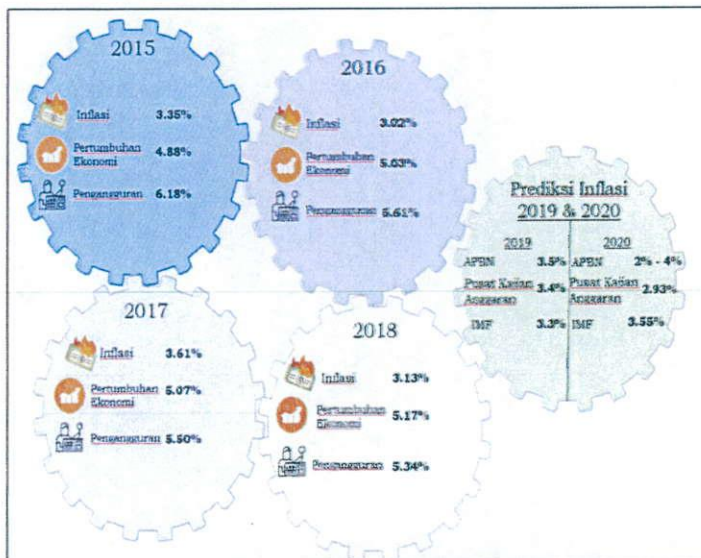 2015
Inflasi 3.35%
Pertumbuhan
Ekonomi 4.88%
Pengangguran 6.18%
2016
Inflasi 3.02%
Pertumbuhan
Ekonomi 5.03%
Pengangguran 5.61%
2017
Inflasi 3.61%
Pertumbuhan
Ekonomi 5.07%
Pengangguran 5.50%
2018
Inflasi 3.13%
Pertumbuhan
Ekonomi 5.17%
Pengangguran 5.34%
Prediksi Inflasi
2019 & 2020
2019
APBN 3.5%
Pusat Kajian
Anggaran 3.4%
IMF 3.3%
2020
APBN 2% - 4%
Pusat Kajian
Anggaran 2.93%
IMF 3.55%